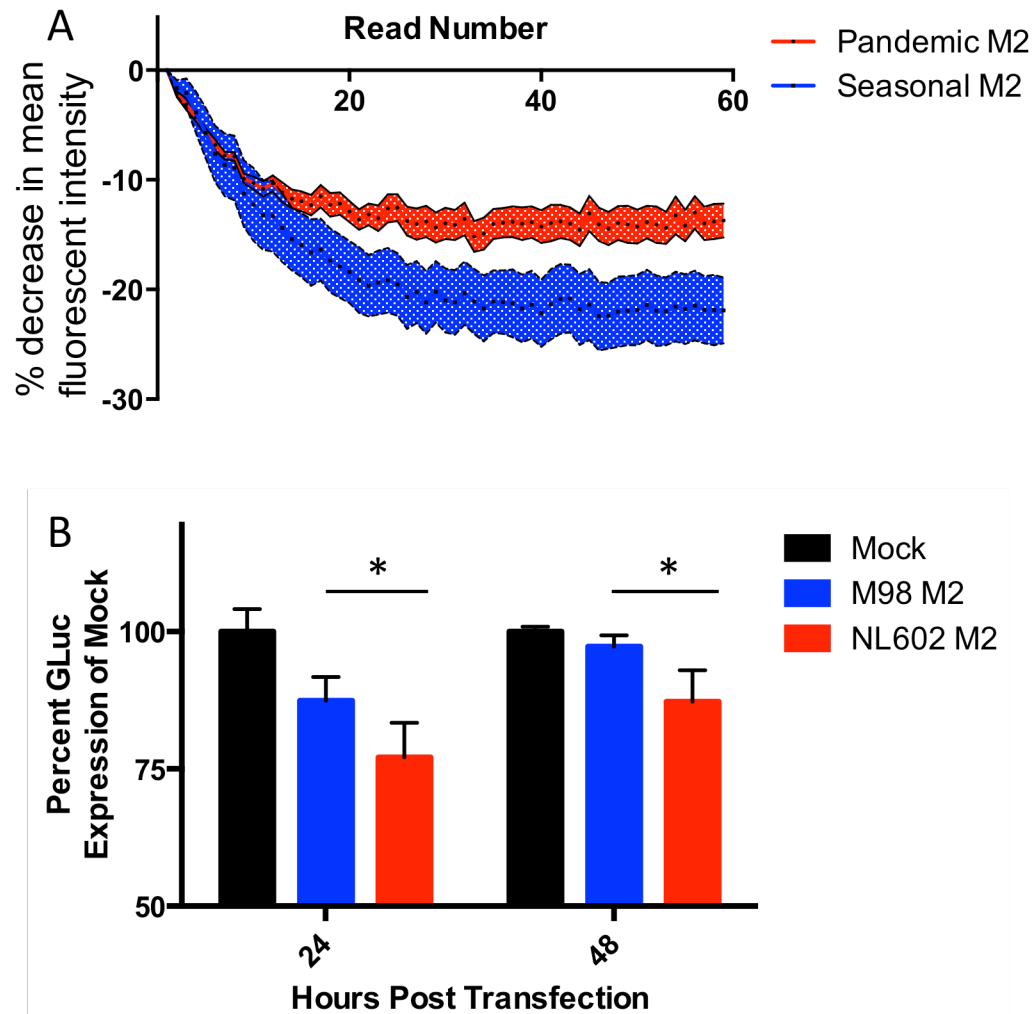 A
Read Number
Pandemic M2
Seasonal M2
% decrease in mean
fluorescent intensity
0
-10
-20
-30
20
40
60
B
*
*
Mock
M98 M2
NL602 M2
Percent GLuc
Expression of Mock
100
75
50
24
48
Hours Post Transfection